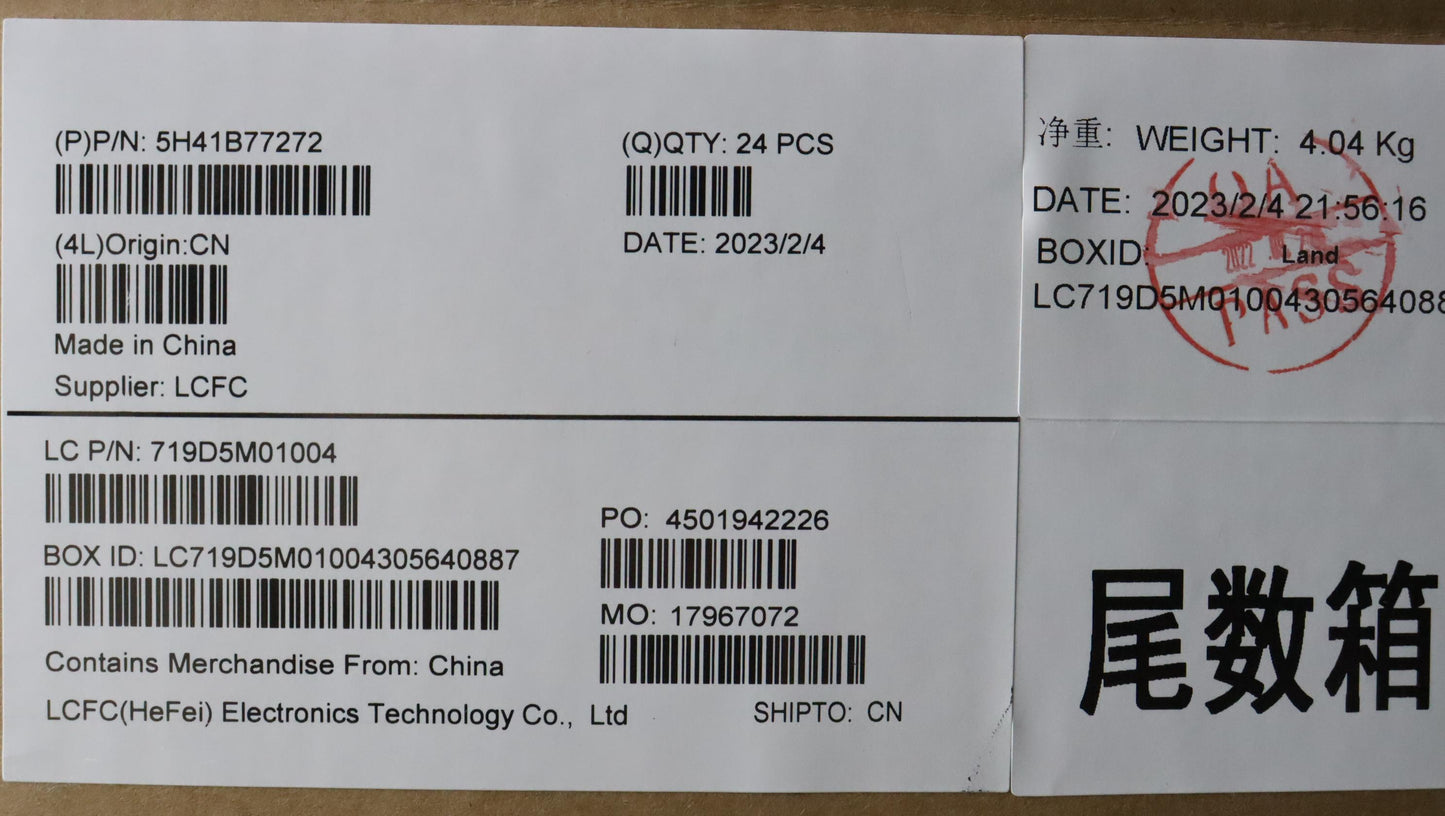 (P)P/N: 5H41B77272
(Q)QTY: 24 PCS
(4L)Origin:CN
DATE: 2023/2/4
Made in China
Supplier: LCFC
LC P/N: 719D5M01004
BOX ID: LC719D5M01004305640887
PO: 4501942226
MO: 17967072
Contains Merchandise From: China
LCFC(HeFei) Electronics Technology Co., Ltd
SHIPTO: CN
净重: WEIGHT: 4.04 Kg
DATE: 2023/2/4 21:56:16
BOXID:
Land
LC719D5M0100430564088
PASS
尾数箱